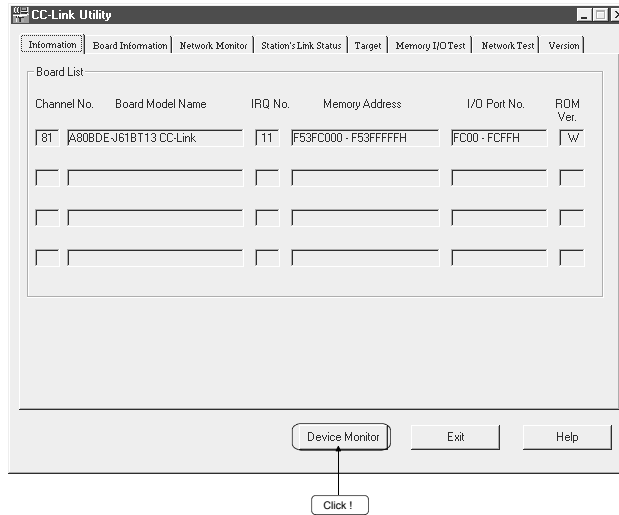 CC-Link Utility
Information Board Information Network Monitor Station's Link Status Target Memory I/O Test Network Test Version
Board List
Channel No. Board Model Name IRQ No. Memory Address I/O Port No. ROM Ver.
81 A80BDE-J61BT13 CC-Link 11 F53FC000 - F53FFFFFH FC00 - FCFFH W
Device Monitor Exit Help
Click !